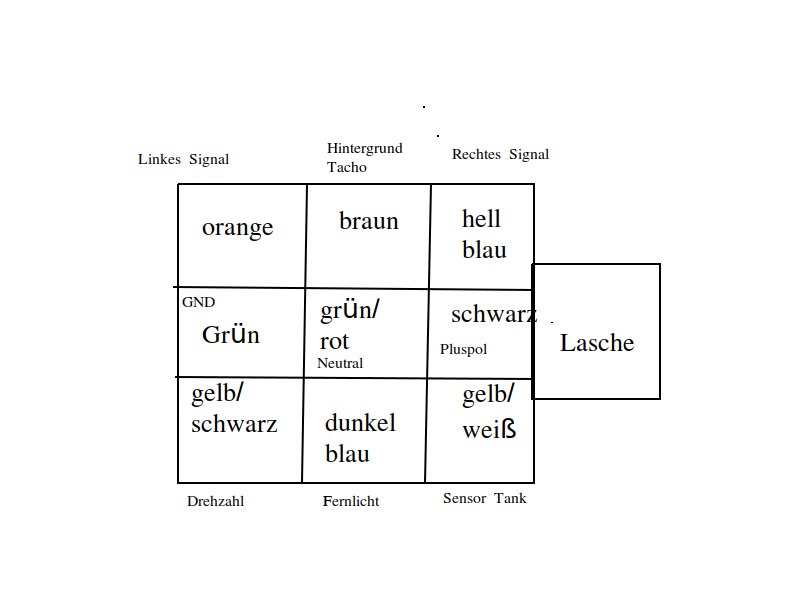 Linkes Signal
Hintergrund
Tacho
Rechtes Signal
orange
braun
hell
blau
GND
Grün
grün/
rot
Neutral
schwarz
Pluspol
Lasche
gelb/
schwarz
dunkel
blau
gelb/
weiß
Drehzahl
Fernlicht
Sensor Tank